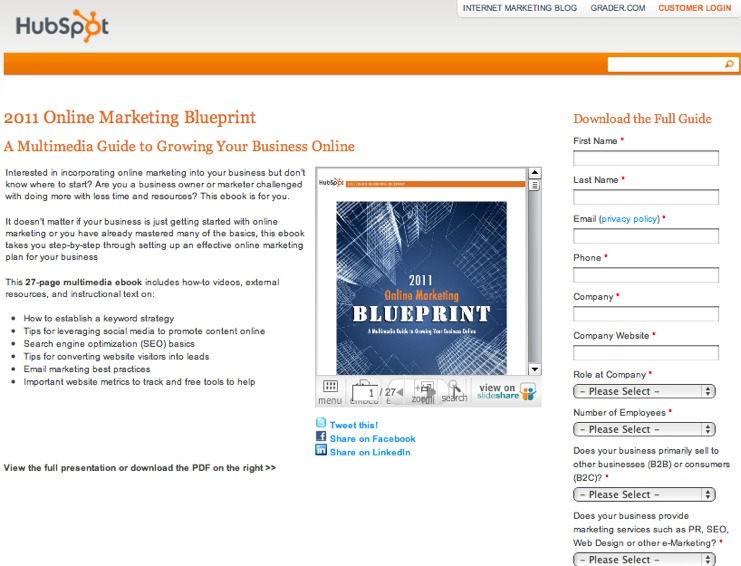 HubSpot
INTERNET MARKETING BLOG GRADER.COM CUSTOMER LOGIN
2011 Online Marketing Blueprint
A Multimedia Guide to Growing Your Business Online
Interested in incorporating online marketing into your business but don't
know where to start? Are you a business owner or marketer challenged
with doing more with less time and resources? This ebook is for you.
It doesn't matter if your business is just getting started with online
marketing or you have already mastered many of the basics, this ebook
takes you step-by-step through setting up an effective online marketing
plan for your business
This 27-page multimedia ebook includes how-to videos, external
resources, and instructional text on:
• How to establish a keyword strategy
• Tips for leveraging social media to promote content online
• Search engine optimization (SEO) basics
• Tips for converting website visitors into leads
• Email marketing best practices
• Important website metrics to track and free tools to help
View the full presentation or download the PDF on the right >>
HubSpot 2011 ONLINE MARKETING BLUEPRINT
2011
Online Marketing
BLUEPRINT
A Multimedia Guide to Growing Your Business Online
menu 1 / 27 zoom search view on slideshare
Tweet this!
Share on Facebook
Share on LinkedIn
Download the Full Guide
First Name *
Last Name *
Email (privacy policy) *
Phone *
Company *
Company Website *
Role at Company *
- Please Select -
Number of Employees *
- Please Select -
Does your business primarily sell to
other businesses (B2B) or consumers
(B2C)? *
- Please Select -
Does your business provide
marketing services such as PR, SEO,
Web Design or other e-Marketing? *
- Please Select -